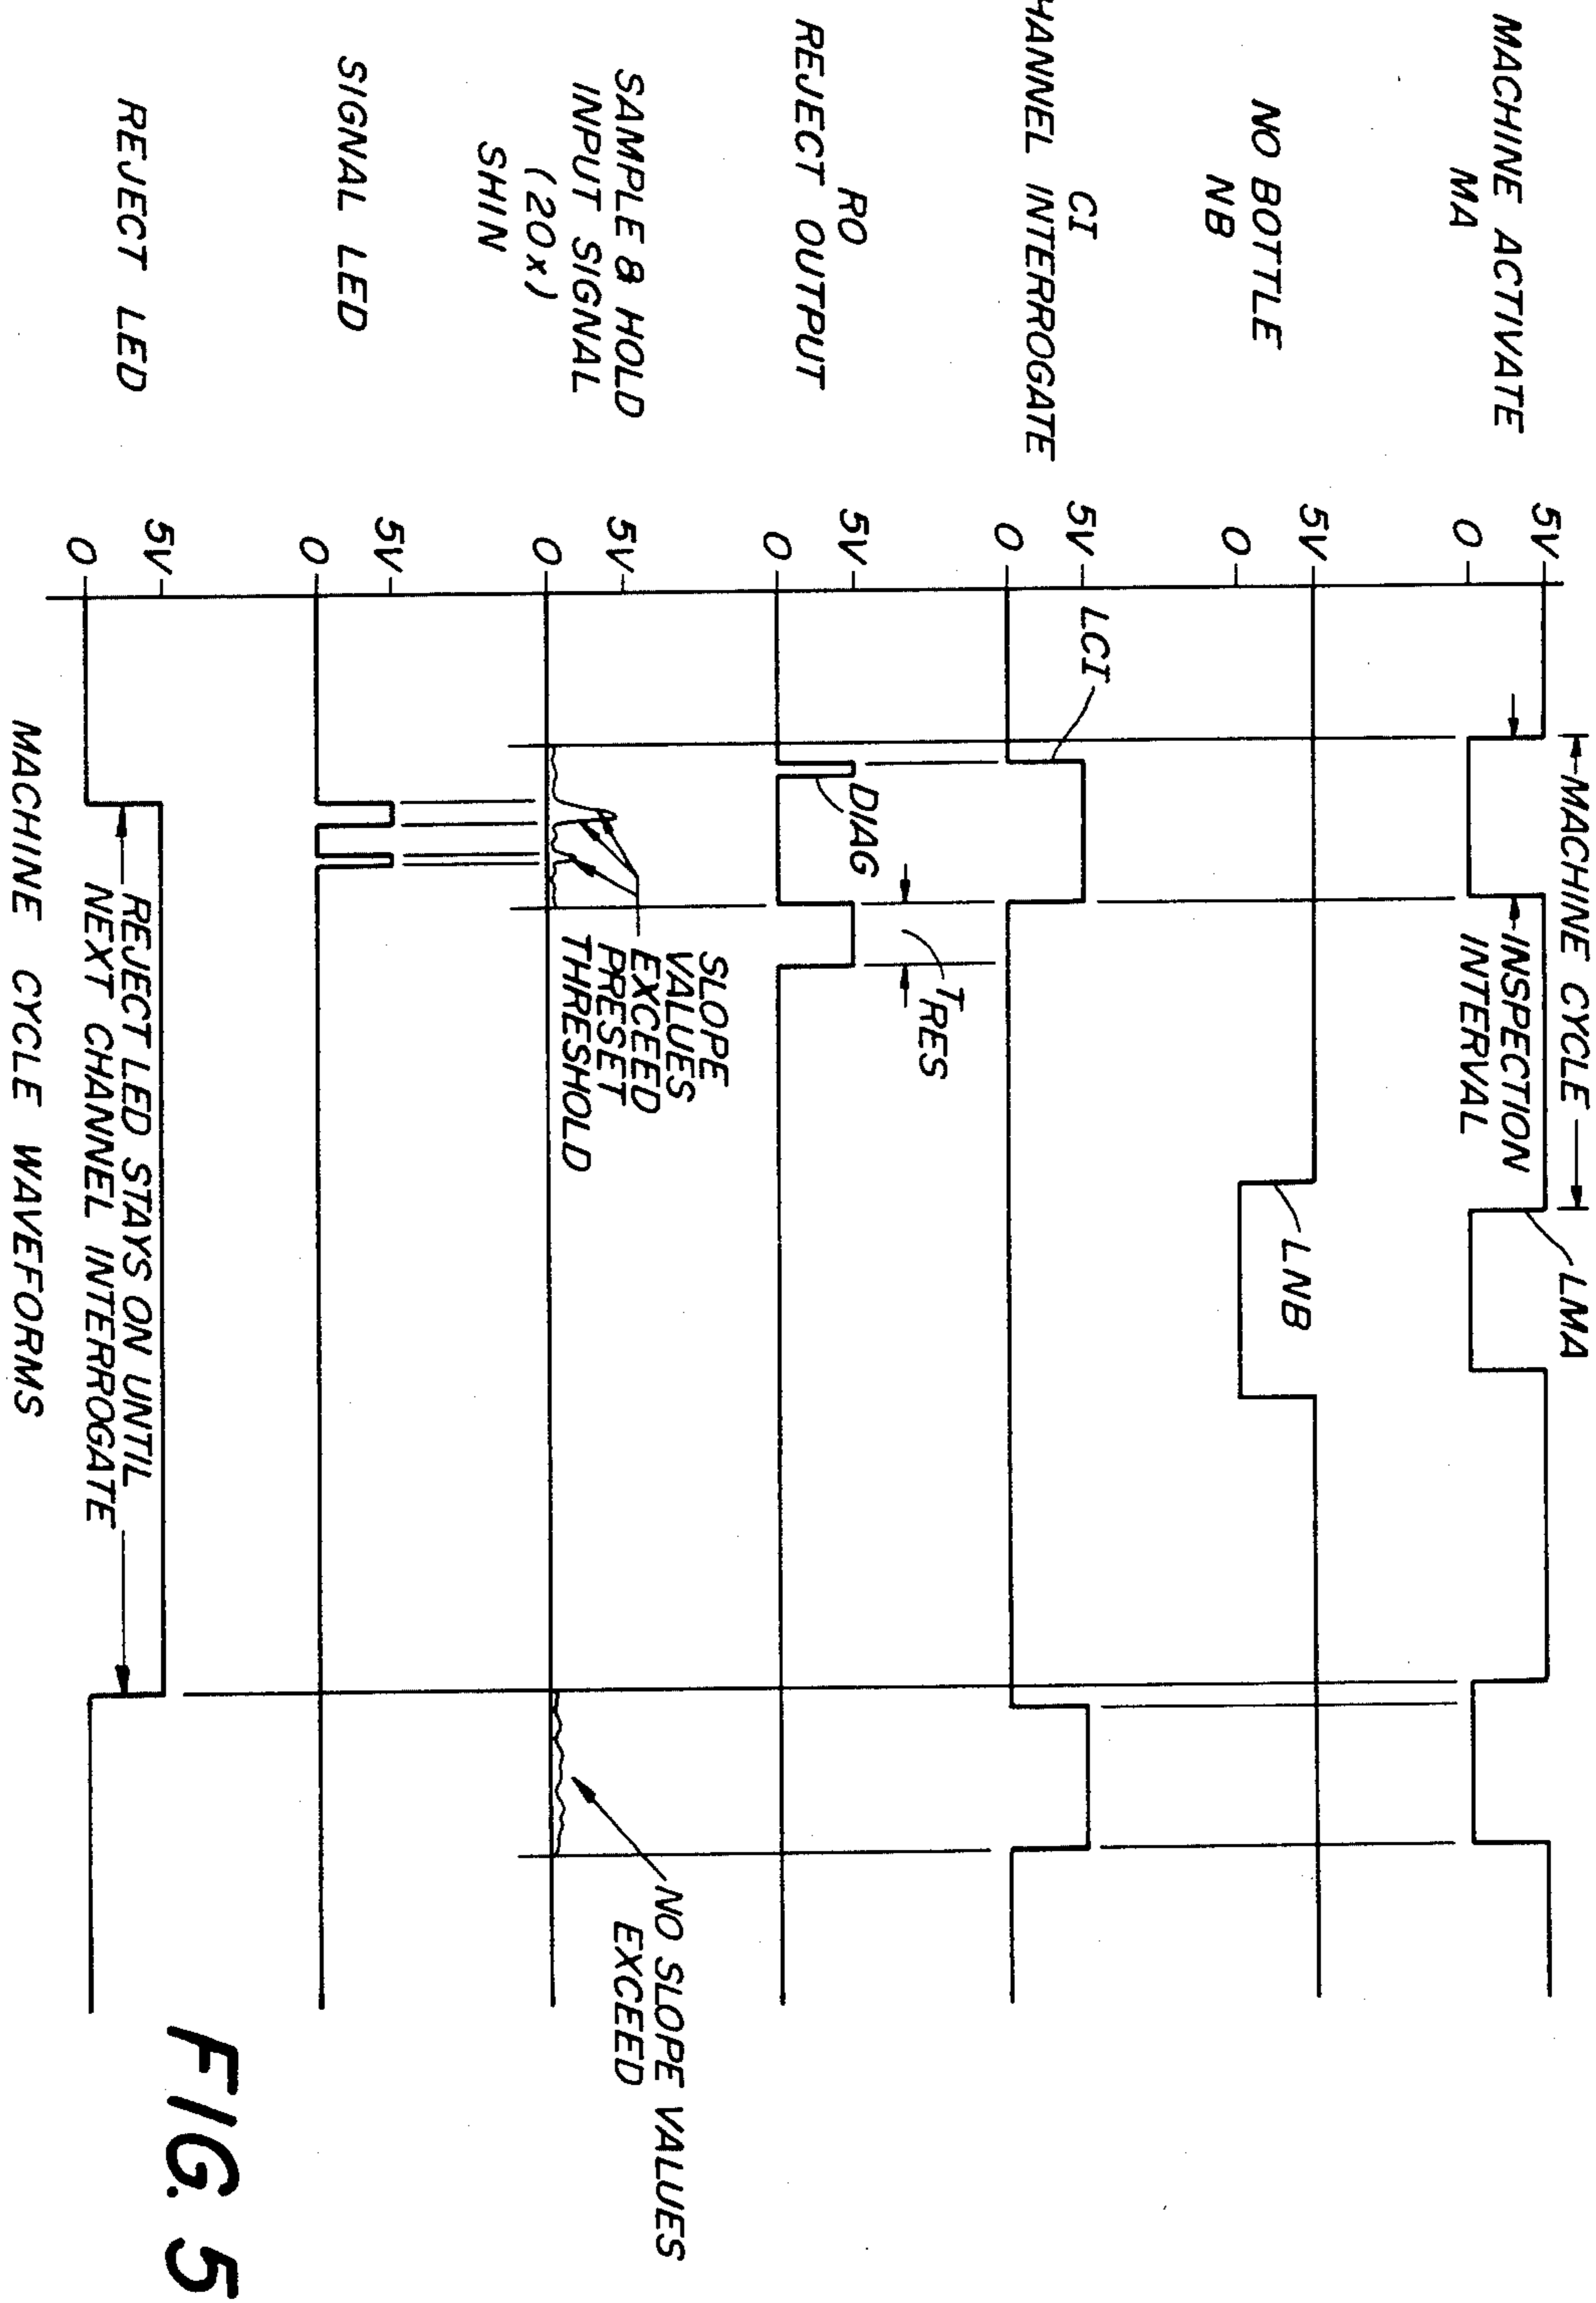 MACHINE ACTIVATE
MA
5V
0
MACHINE CYCLE
INSPECTION
INTERVAL
LMA
NO BOTTLE
NB
5V
0
LNB
CI
HANNEL INTERROGATE
5V
0
LCI
RO
REJECT OUTPUT
5V
0
DIAG
TRES
SAMPLE & HOLD
INPUT SIGNAL
(20x)
SHIN
5V
0
SLOPE
VALUES
EXCEED
PRESET
THRESHOLD
NO SLOPE VALUES
EXCEED
SIGNAL LED
5V
0
REJECT LED
5V
0
REJECT LED STAYS ON UNTIL
NEXT CHANNEL INTERROGATE
MACHINE CYCLE WAVEFORMS
FIG. 5